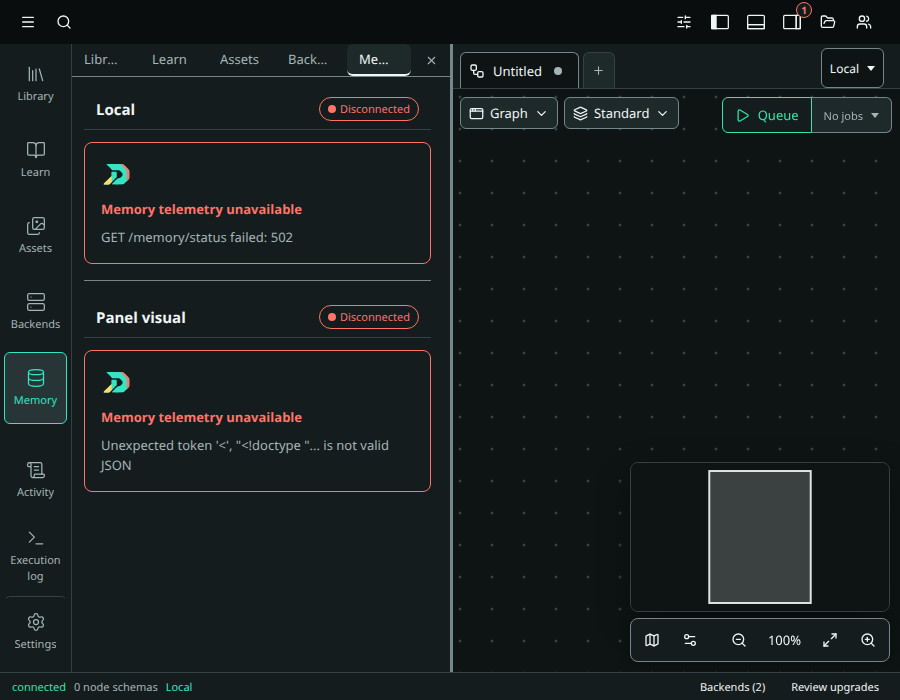 1
Libr...
Learn
Assets
Back...
Me...
Untitled
Local
Library
Learn
Assets
Backends
Memory
Activity
Execution
log
Settings
Local
Disconnected
Memory telemetry unavailable
GET /memory/status failed: 502
Panel visual
Disconnected
Memory telemetry unavailable
Unexpected token '<', "<!doctype "... is not valid
JSON
Graph
Standard
Queue
No jobs
100%
connected
0 node schemas
Local
Backends (2)
Review upgrades